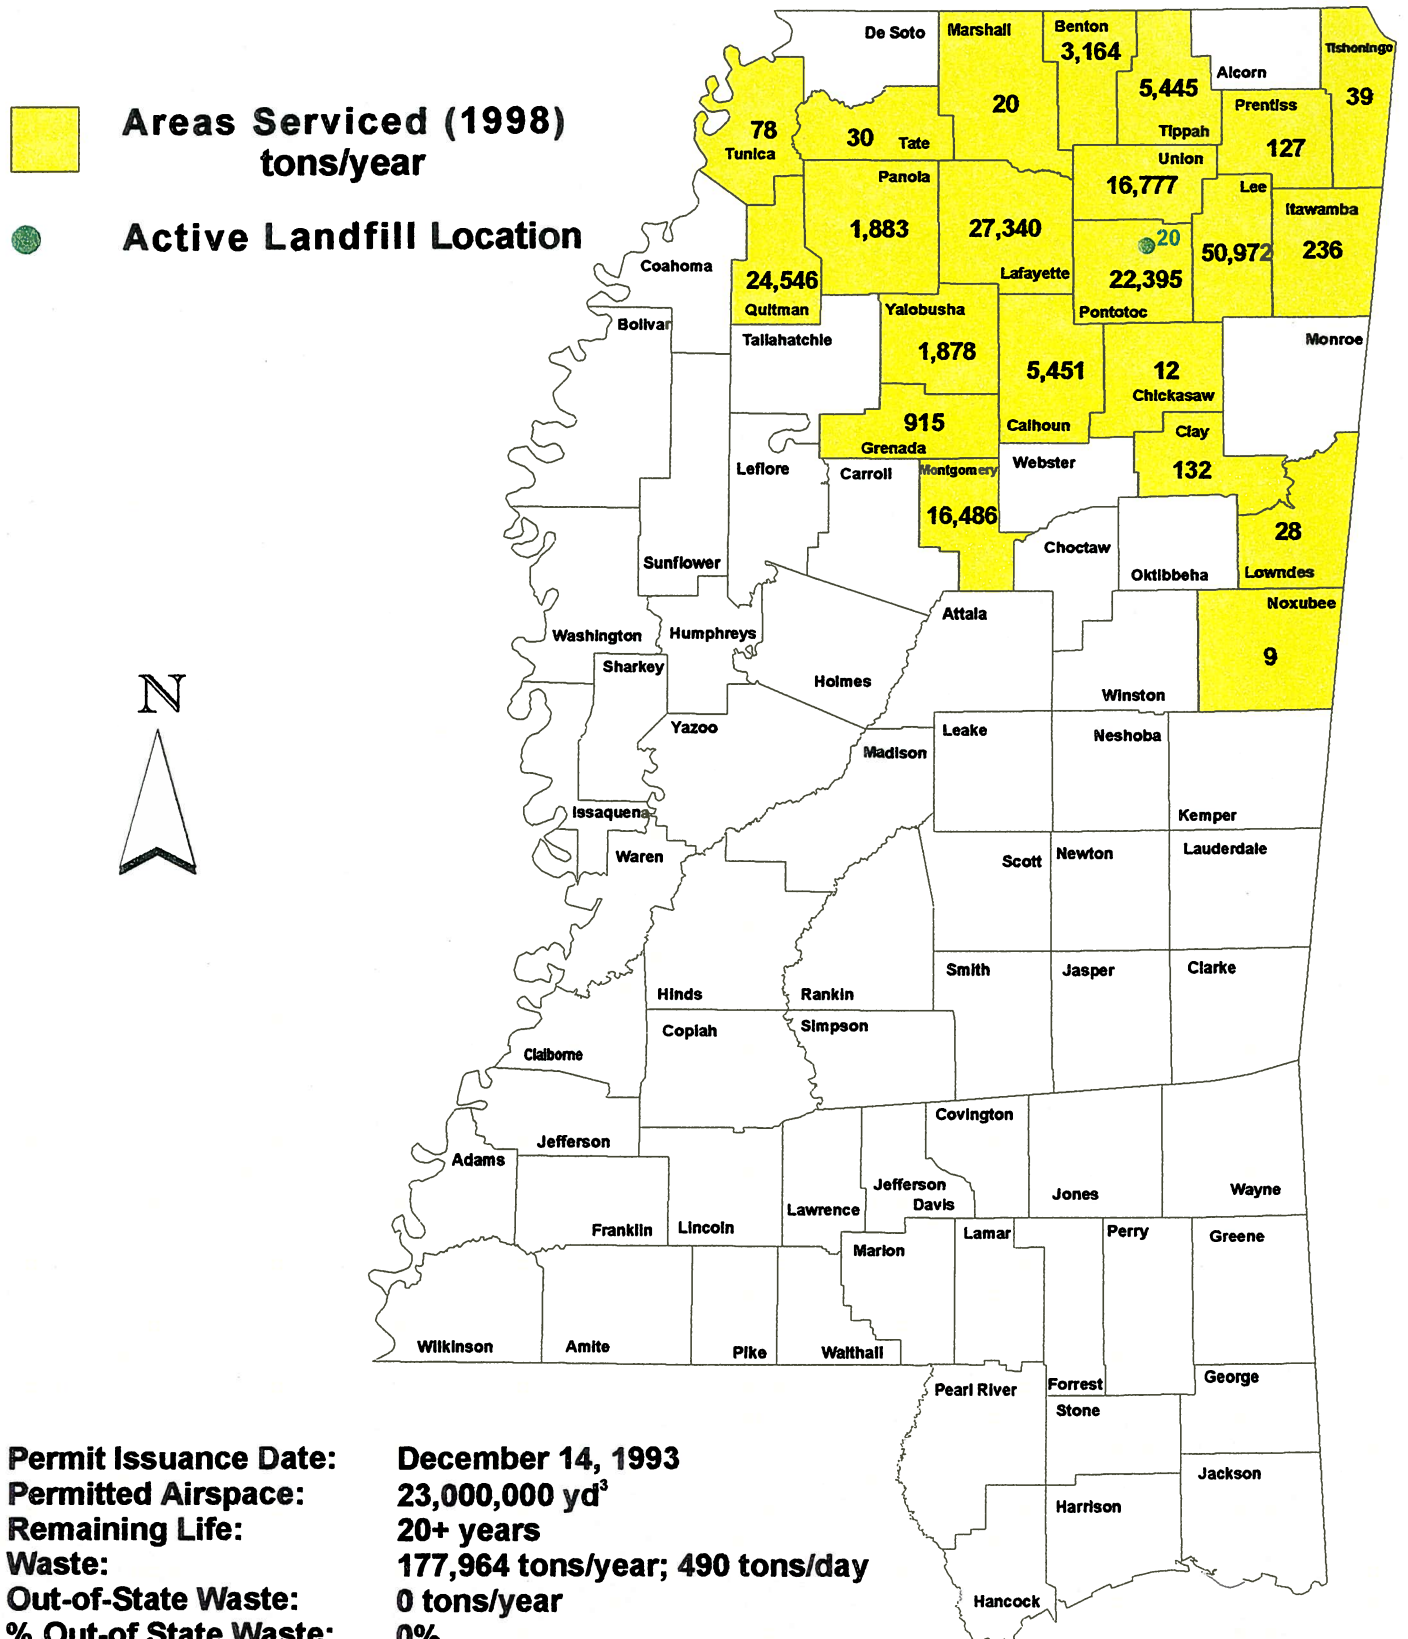 De Soto
Marshall
Benton
3,164
Tishomingo
Alcorn
5,445
Tippah
20
39
Areas Serviced (1998)
tons/year
Prentiss
127
78
Tunica
30
Tate
Union
16,777
Panola
1,883
27,340
Lafayette
Lee
50,972
Itawamba
236
Active Landfill Location
20
22,395
Pontotoc
Coahoma
24,546
Quitman
Yalobusha
1,878
Bolivar
Tallahatchie
Monroe
5,451
Calhoun
12
Chickasaw
915
Grenada
Clay
132
Leflore
Carroll
Montgomery
16,486
Webster
28
Lowndes
Choctaw
Oktibbeha
Sunflower
Noxubee
9
Attala
Washington
Humphreys
Sharkey
Holmes
Winston
N
Yazoo
Madison
Leake
Neshoba
Issaquena
Kemper
Waren
Scott
Newton
Lauderdale
Hinds
Rankin
Smith
Jasper
Clarke
Copiah
Simpson
Claiborne
Covington
Jefferson
Adams
Jefferson
Davis
Jones
Wayne
Lawrence
Franklin
Lincoln
Marion
Lamar
Perry
Greene
Wilkinson
Amite
Pike
Walthall
Pearl River
Forrest
George
Stone
Jackson
Harrison
Hancock
Permit Issuance Date: December 14, 1993
Permitted Airspace: 23,000,000 yd³
Remaining Life: 20+ years
Waste: 177,964 tons/year; 490 tons/day
Out-of-State Waste: 0 tons/year
% Out-of State Waste: 0%